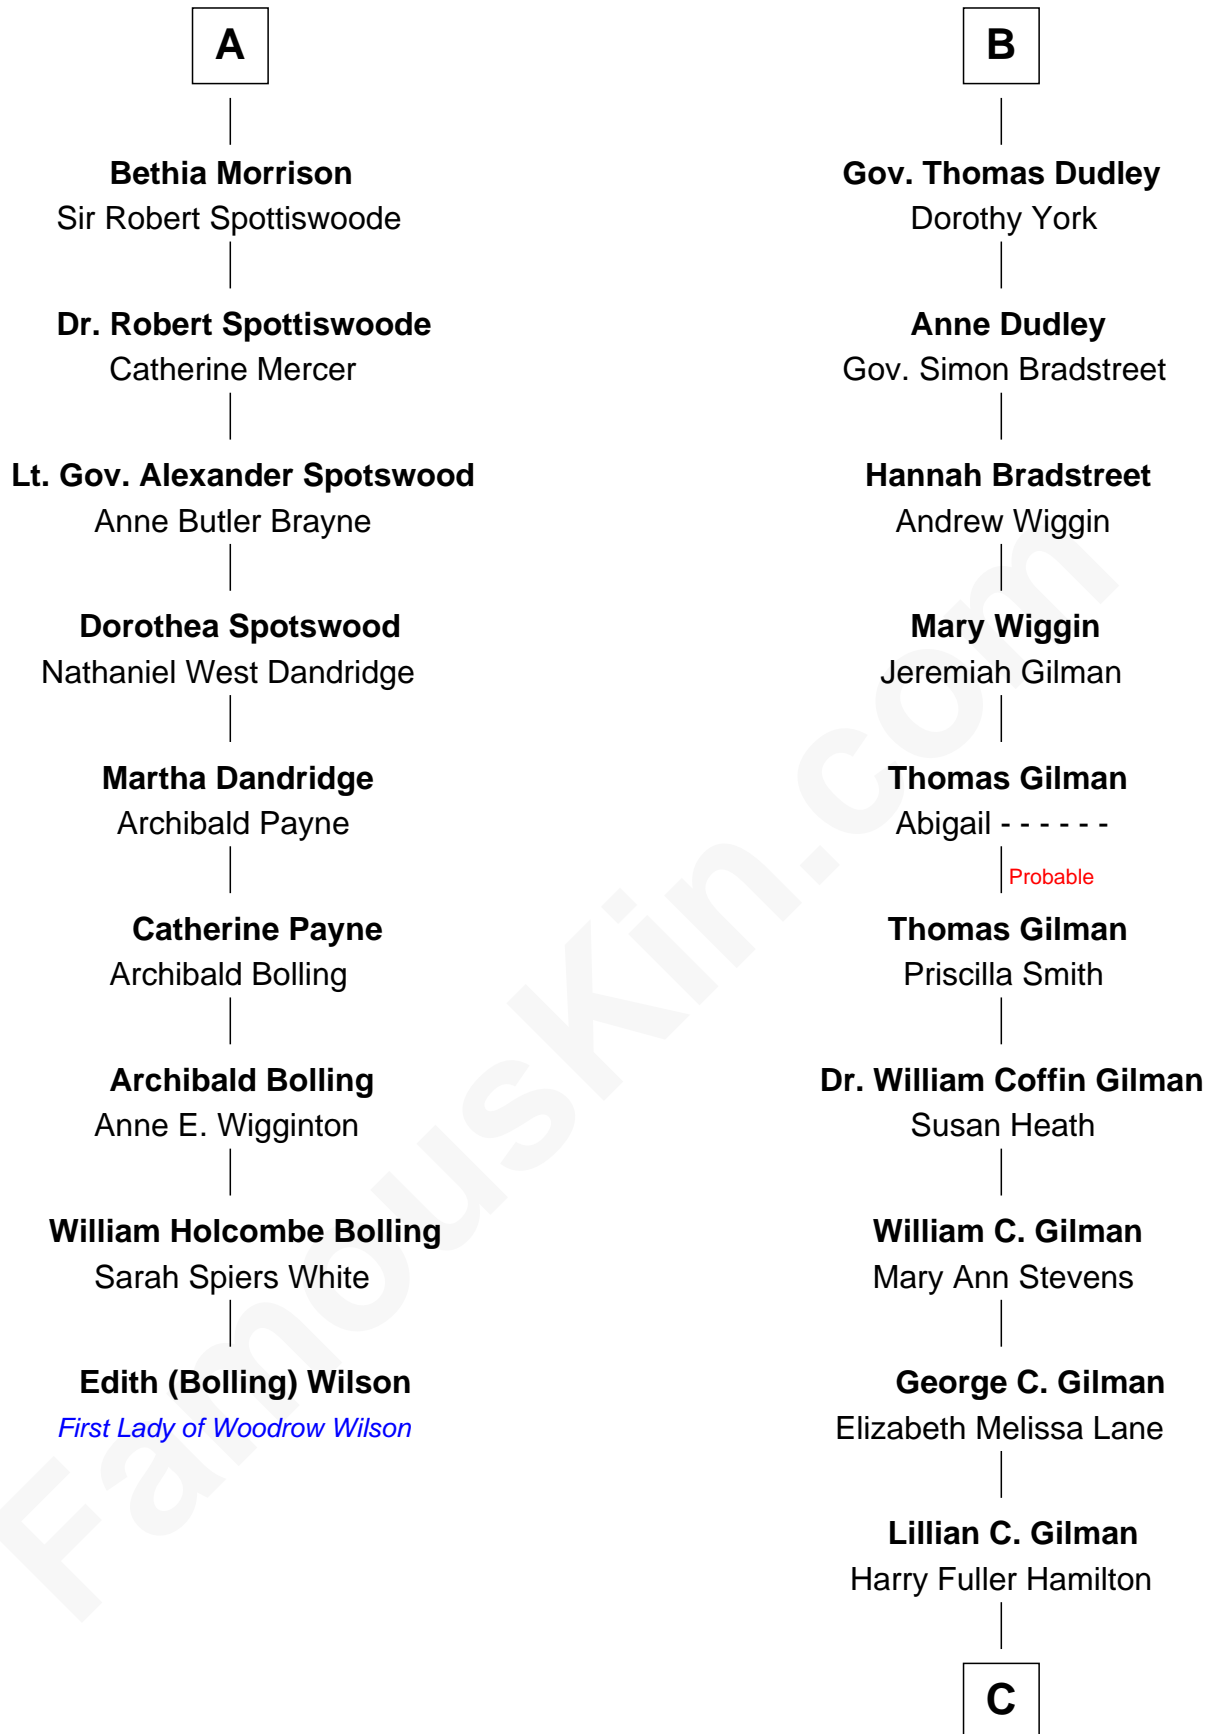 A
Bethia Morrison
Sir Robert Spottiswoode
Dr. Robert Spottiswoode
Catherine Mercer
Lt. Gov. Alexander Spotswood
Anne Butler Brayne
Dorothea Spotswood
Nathaniel West Dandridge
Martha Dandridge
Archibald Payne
Catherine Payne
Archibald Bolling
Archibald Bolling
Anne E. Wigginton
William Holcombe Bolling
Sarah Spiers White
Edith (Bolling) Wilson
First Lady of Woodrow Wilson
B
Gov. Thomas Dudley
Dorothy York
Anne Dudley
Gov. Simon Bradstreet
Hannah Bradstreet
Andrew Wiggin
Mary Wiggin
Jeremiah Gilman
Thomas Gilman
Abigail - - - - - -
Probable
Thomas Gilman
Priscilla Smith
Dr. William Coffin Gilman
Susan Heath
William C. Gilman
Mary Ann Stevens
George C. Gilman
Elizabeth Melissa Lane
Lillian C. Gilman
Harry Fuller Hamilton
C
FamousKin.com